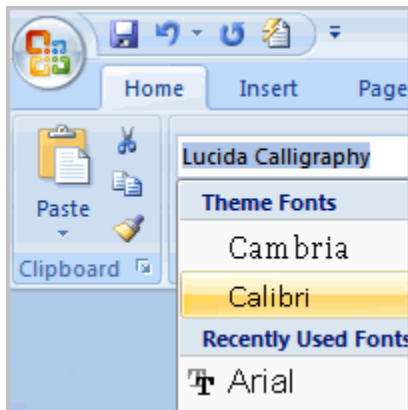 Home Insert Page
Lucida Calligraphy
Theme Fonts
Cambria
Paste
Calibri
Clipboard
Recently Used Fonts
Arial